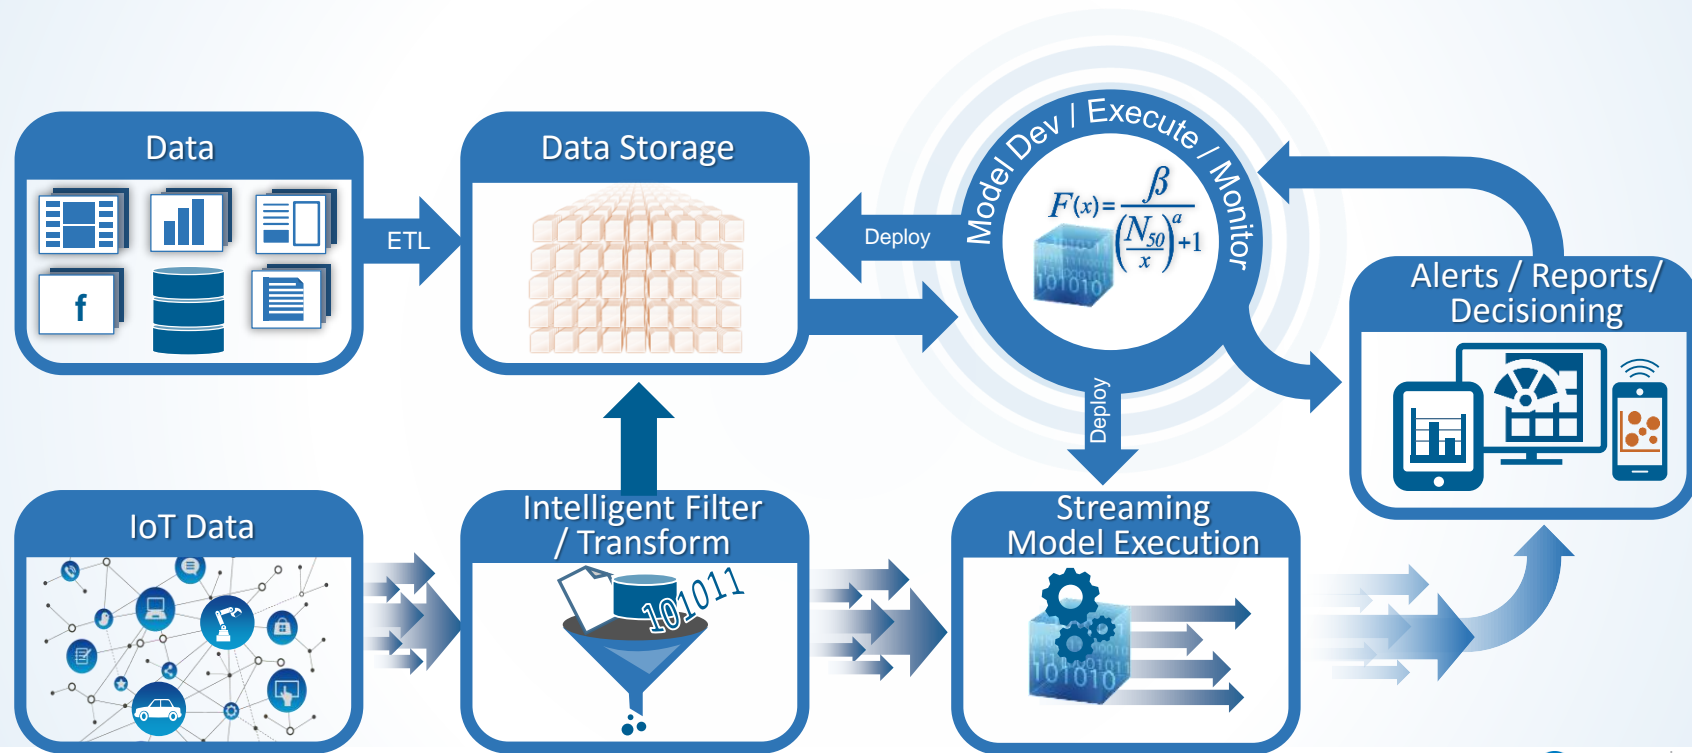 Data
Data Storage
Model Dev / Execute / Monitor
F(x)= β
(N50
x)a+1
101010
ETL
Deploy
f
Alerts / Reports/
Decisioning
Deploy
IoT Data
Intelligent Filter
/ Transform
101011
Streaming
Model Execution
101010